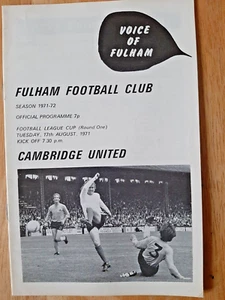 VOICE
OF
FULHAM
FULHAM FOOTBALL CLUB
SEASON 1971-72
OFFICIAL PROGRAMME 7p
FOOTBALL LEAGUE CUP (Round One)
TUESDAY, 17th AUGUST, 1971
KICK OFF 7.30 p.m.
CAMBRIDGE UNITED
3